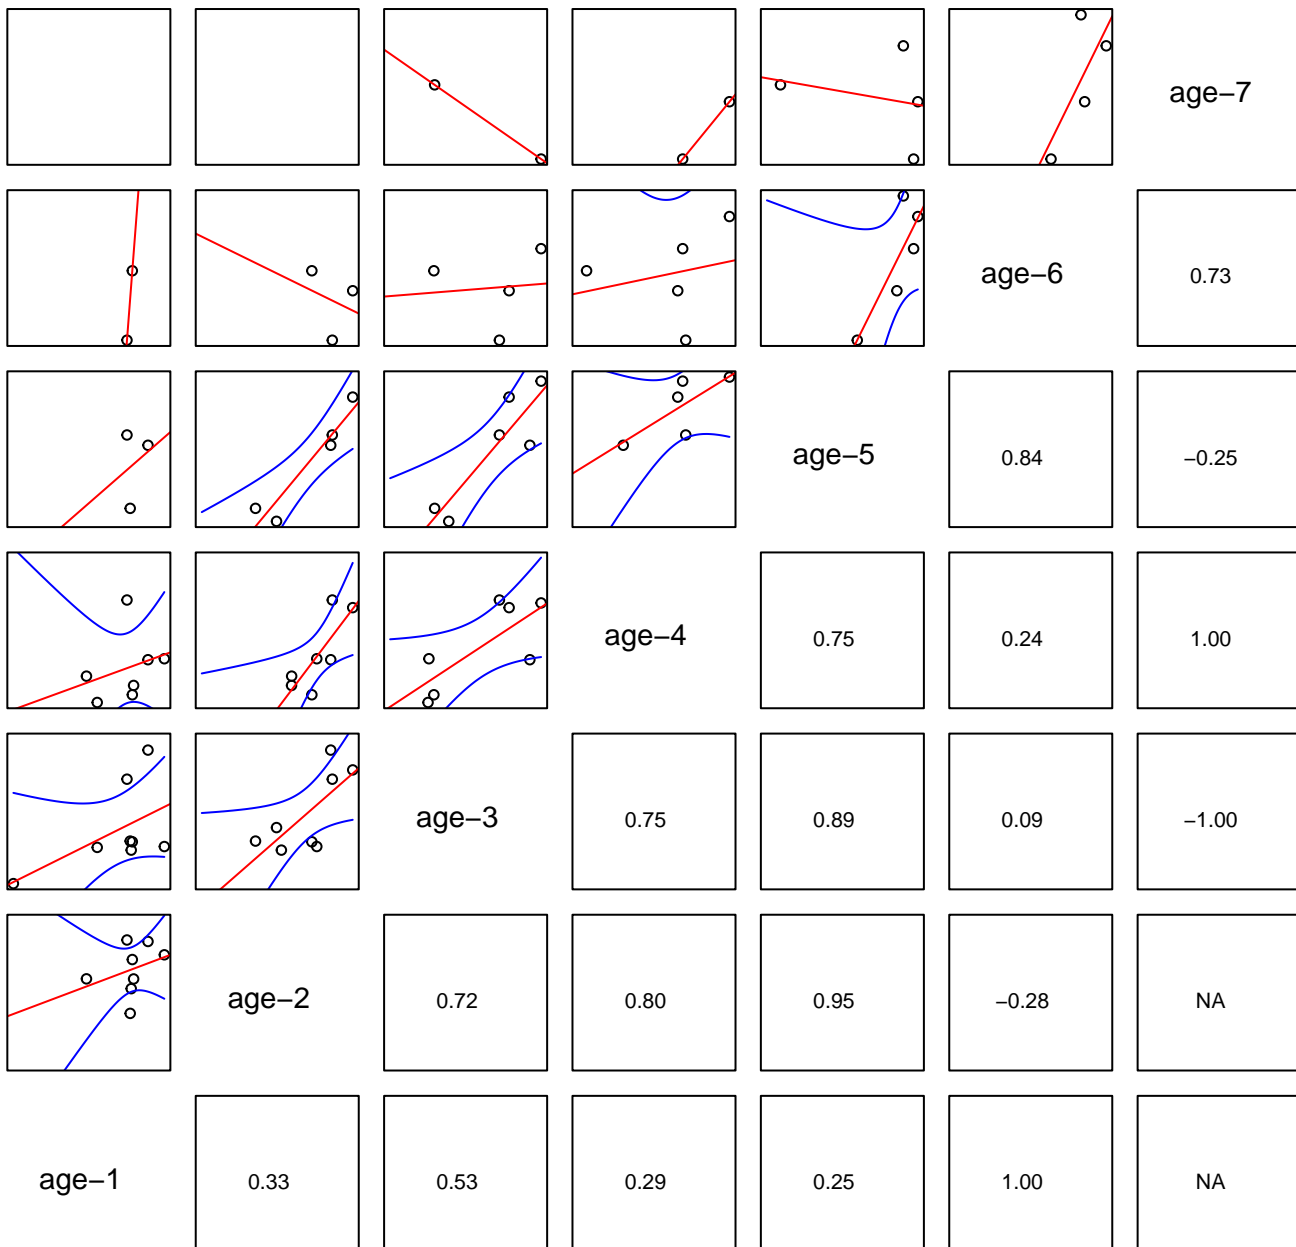 age−7
age−6 0.73
age−5 0.84 −0.25
age−4 0.75 0.24 1.00
age−3 0.75 0.89 0.09 −1.00
age−2 0.72 0.80 0.95 −0.28 NA
age−1 0.33 0.53 0.29 0.25 1.00 NA